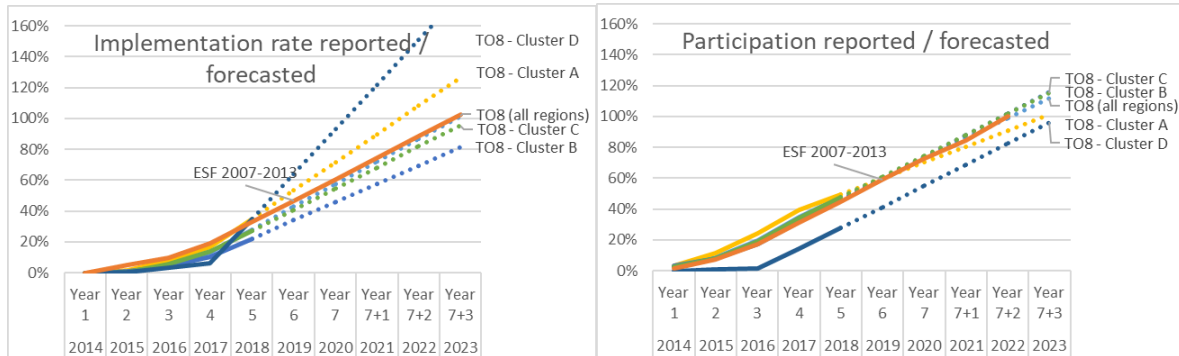 Implementation rate reported /
forecasted
160%
140%
120%
100%
80%
60%
40%
20%
0%
TO8 - Cluster D
TO8 - Cluster A
TO8 (all regions)
TO8 - Cluster C
TO8 - Cluster B
ESF 2007-2013
Year Year Year Year Year Year Year Year Year Year
1 2 3 4 5 6 7 7+1 7+2 7+3
2014 2015 2016 2017 2018 2019 2020 2021 2022 2023
Participation reported / forecasted
160%
140%
120%
100%
80%
60%
40%
20%
0%
TO8 - Cluster C
TO8 - Cluster B
TO8 (all regions)
TO8 - Cluster A
TO8 - Cluster D
ESF 2007-2013
Year Year Year Year Year Year Year Year Year Year
1 2 3 4 5 6 7 7+1 7+2 7+3
2014 2015 2016 2017 2018 2019 2020 2021 2022 2023